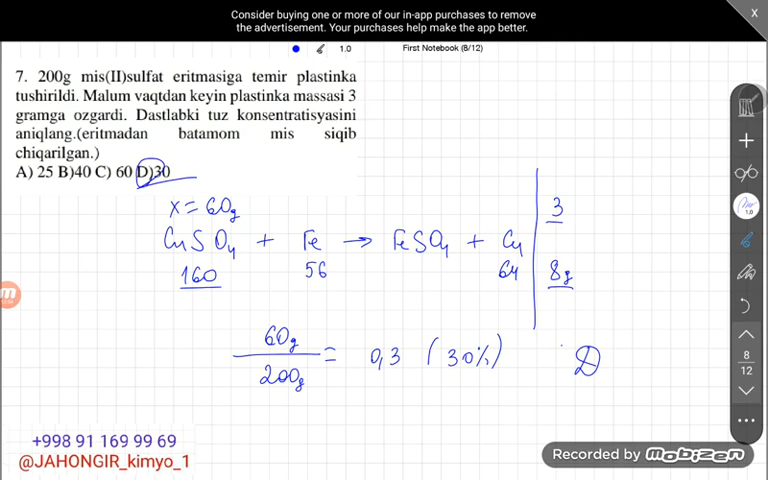 Consider buying one or more of our in-app purchases to remove
the advertisement. Your purchases help make the app better.
X
1.0
First Notebook (8/12)
7. 200g mis(II)sulfat eritmasiga temir plastinka
tushirildi. Malum vaqtdan keyin plastinka massasi 3
gramga ozgardi. Dastlabki tuz konsentratisyasini
aniqlang.(eritmadan batamom mis siqib
chiqarilgan.)
A) 25 B)40 C) 60 D)30
x = 60g
3
CuSO4 + Fe → FeSO4 + Cu
160 56 64 8g
60g
200g
= 0,3 (30%) D
1.0
8
12
+998 91 169 99 69
@JAHONGIR_kimyo_1
Recorded by MOBIZEN